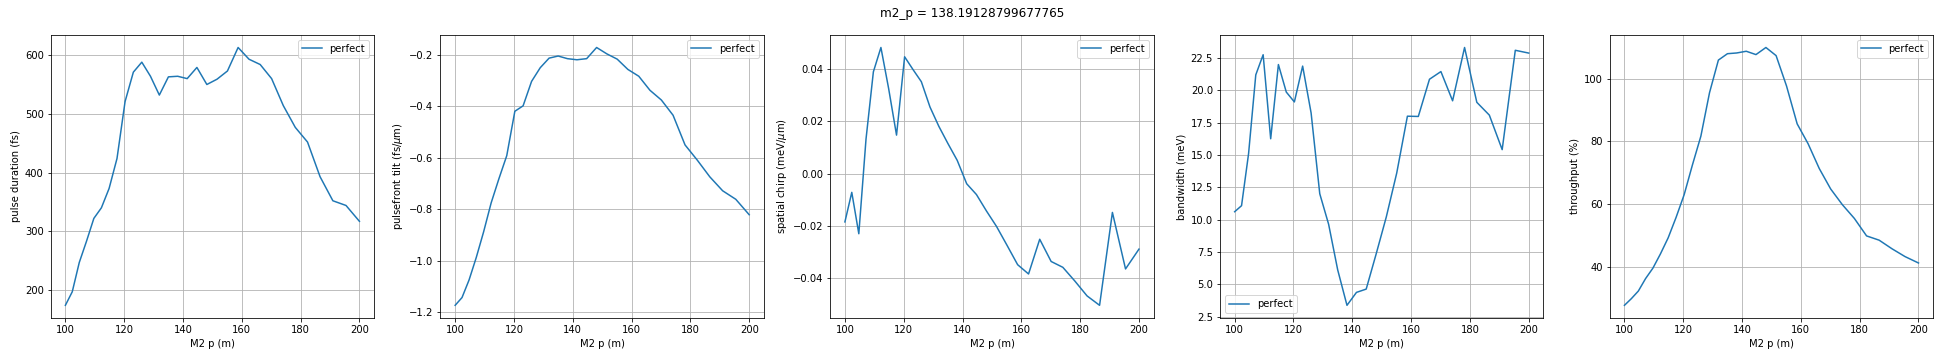 m2_p = 138.19128799677765
perfect
600
500
400
300
200
pulse duration (fs)
100 120 140 160 180 200
M2 p (m)
perfect
−0.2
−0.4
−0.6
−0.8
−1.0
−1.2
pulsefront tilt (fs/μm)
100 120 140 160 180 200
M2 p (m)
perfect
0.04
0.02
0.00
−0.02
−0.04
spatial chirp (meV/μm)
100 120 140 160 180 200
M2 p (m)
22.5
20.0
17.5
15.0
12.5
10.0
7.5
5.0
2.5
bandwidth (meV)
perfect
100 120 140 160 180 200
M2 p (m)
perfect
100
80
60
40
throughput (%)
100 120 140 160 180 200
M2 p (m)